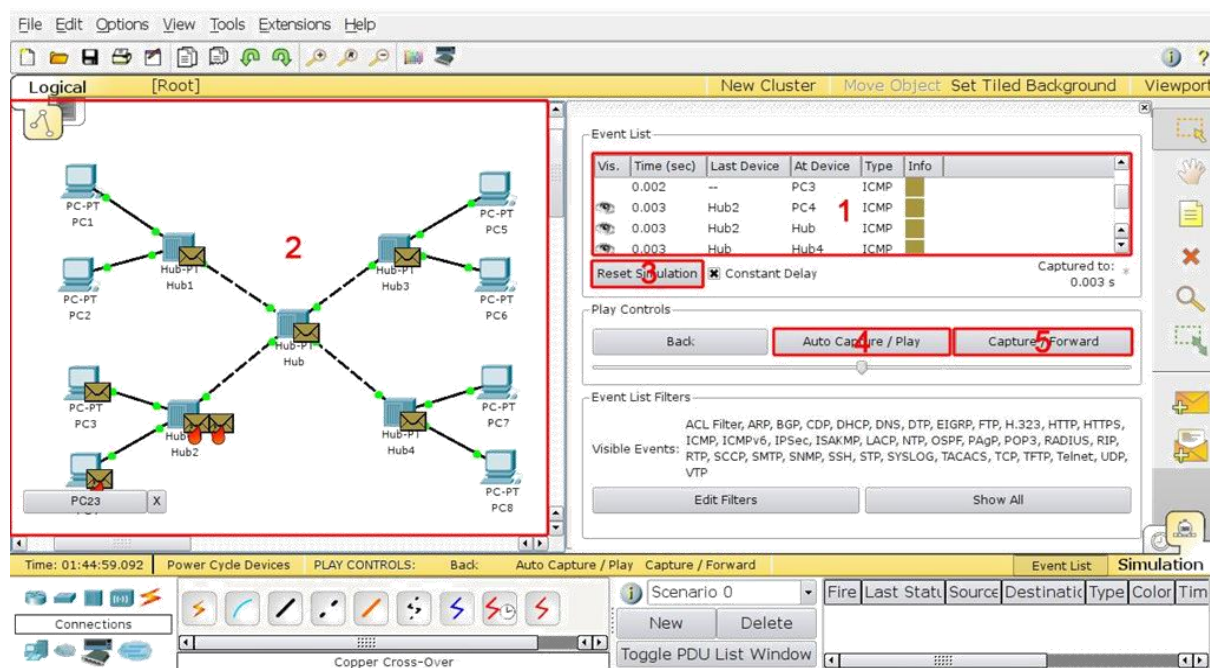 File Edit Options View Tools Extensions Help
Logical [Root] New Cluster Move Object Set Tiled Background Viewport
2
PC-PT
PC1
PC-PT
PC2
PC-PT
PC3
PC-PT
PC5
PC-PT
PC6
PC-PT
PC7
PC-PT
PC8
Hub-PT
Hub1
Hub-PT
Hub3
Hub-PT
Hub
Hub2
Hub-PT
Hub4
PC23 X
Event List
Vis. Time (sec) Last Device At Device Type Info
0.002 -- PC3 ICMP
0.003 Hub2 PC4 ICMP
0.003 Hub2 Hub ICMP
0.003 Hub Hub4 ICMP
1
Reset Simulation Constant Delay Captured to: *
3
0.003 s
Play Controls
Back Auto Capture / Play Capture / Forward
4 5
Event List Filters
Visible Events: ACL Filter, ARP, BGP, CDP, DHCP, DNS, DTP, EIGRP, FTP, H.323, HTTP, HTTPS,
ICMP, ICMPv6, IPSec, ISAKMP, LACP, NTP, OSPF, PAgP, POP3, RADIUS, RIP,
RTP, SCCP, SMTP, SNMP, SSH, STP, SYSLOG, TACACS, TCP, TFTP, Telnet, UDP,
VTP
Edit Filters Show All
Time: 01:44:59.092 Power Cycle Devices PLAY CONTROLS: Back Auto Capture / Play Capture / Forward Event List Simulation
Connections
Copper Cross-Over
Scenario 0
New Delete
Toggle PDU List Window
Fire Last Statu Source Destinatic Type Color Tim